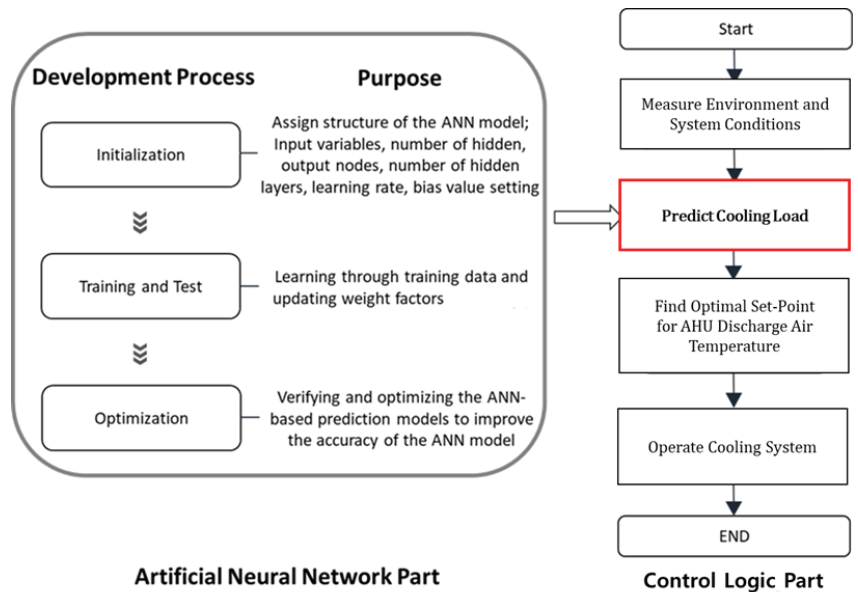 Development Process
Purpose
Initialization
Assign structure of the ANN model;
Input variables, number of hidden,
output nodes, number of hidden
layers, learning rate, bias value setting
Training and Test
Learning through training data and
updating weight factors
Optimization
Verifying and optimizing the ANN-
based prediction models to improve
the accuracy of the ANN model
Artificial Neural Network Part
Start
Measure Environment and
System Conditions
Predict Cooling Load
Find Optimal Set-Point
for AHU Discharge Air
Temperature
Operate Cooling System
END
Control Logic Part